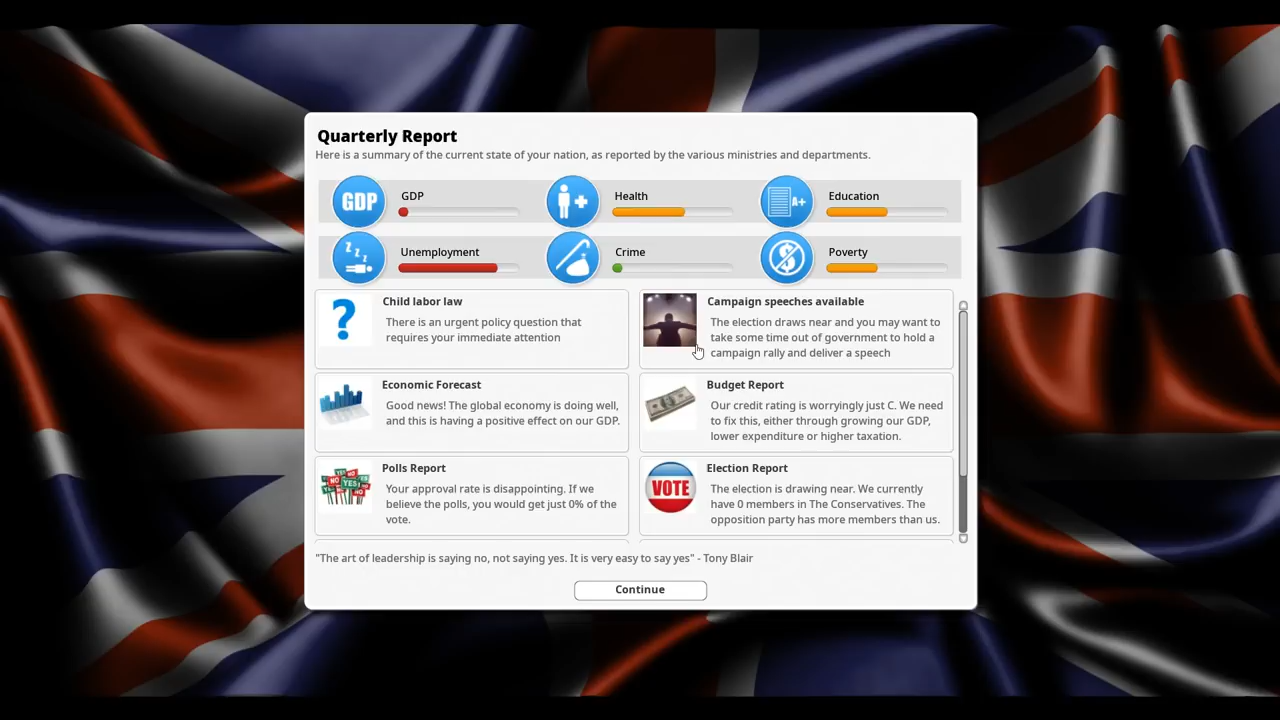 Quarterly Report
Here is a summary of the current state of your nation, as reported by the various ministries and departments.
GDP
GDP
Health
A+
Education
Z Z Z
Unemployment
Crime
$
Poverty
?
Child labor law
There is an urgent policy question that
requires your immediate attention
Campaign speeches available
The election draws near and you may want to
take some time out of government to hold a
campaign rally and deliver a speech
Economic Forecast
Good news! The global economy is doing well,
and this is having a positive effect on our GDP.
Budget Report
Our credit rating is worryingly just C. We need
to fix this, either through growing our GDP,
lower expenditure or higher taxation.
YES NO
NO YES!
Polls Report
Your approval rate is disappointing. If we
believe the polls, you would get just 0% of the
vote.
VOTE
Election Report
The election is drawing near. We currently
have 0 members in The Conservatives. The
opposition party has more members than us.
"The art of leadership is saying no, not saying yes. It is very easy to say yes" - Tony Blair
Continue